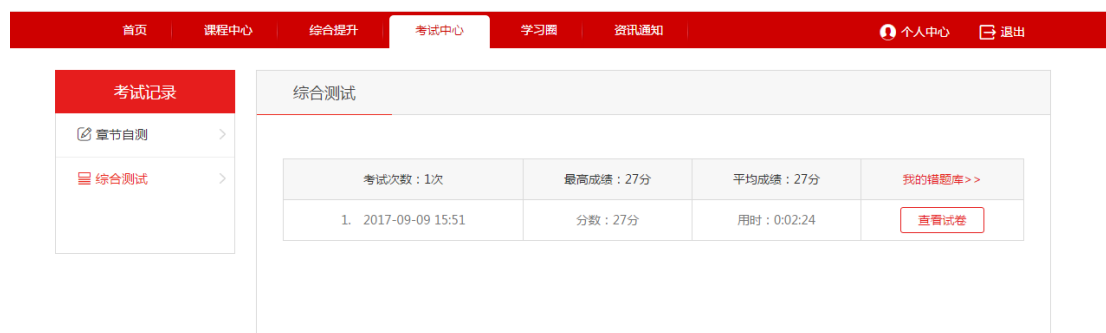 首页 课程中心 综合提升 考试中心 学习圈 资讯通知 个人中心 退出
考试记录
章节自测
综合测试
综合测试
考试次数：1次 最高成绩：27分 平均成绩：27分 我的错题库>>
1. 2017-09-09 15:51 分数：27分 用时：0:02:24 查看试卷